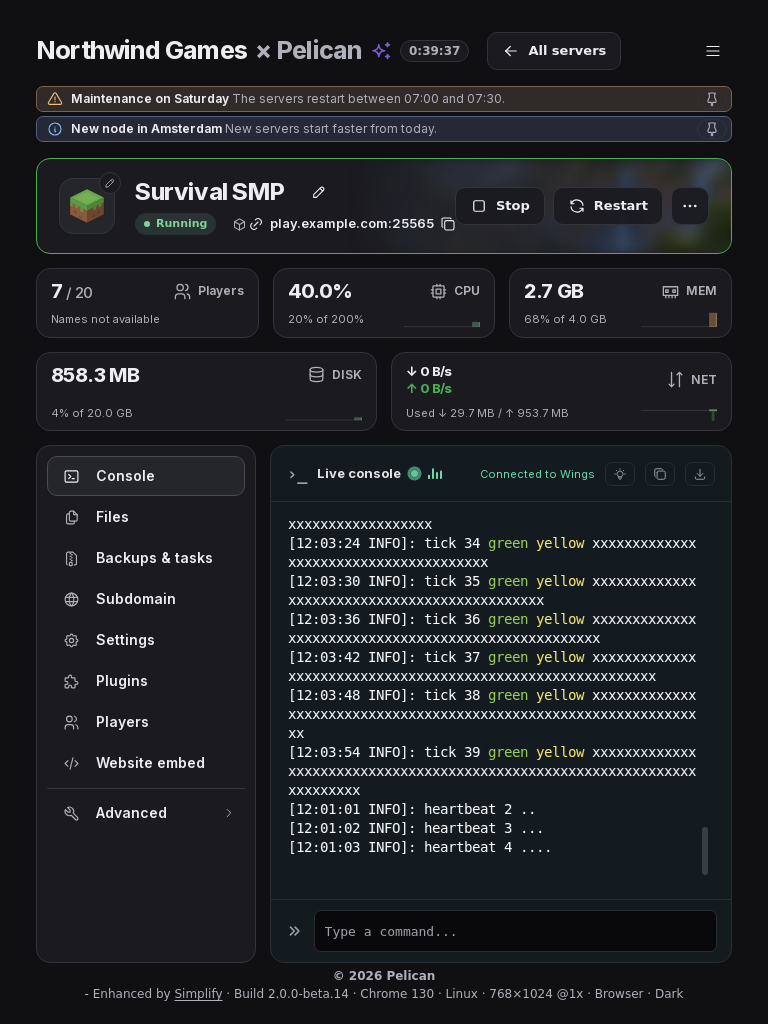 Northwind Games × Pelican 0:39:37 All servers
Maintenance on Saturday The servers restart between 07:00 and 07:30.
New node in Amsterdam New servers start faster from today.
Survival SMP
Running play.example.com:25565
Stop Restart
7 / 20 Players
Names not available
40.0% CPU
20% of 200%
2.7 GB MEM
68% of 4.0 GB
858.3 MB DISK
4% of 20.0 GB
↓ 0 B/s
↑ 0 B/s
NET
Used ↓ 29.7 MB / ↑ 953.7 MB
Console
Files
Backups & tasks
Subdomain
Settings
Plugins
Players
Website embed
Advanced
Live console Connected to Wings
xxxxxxxxxxxxxxxxxx
[12:03:24 INFO]: tick 34 green yellow xxxxxxxxxxxxx
xxxxxxxxxxxxxxxxxxxxxxxxx
[12:03:30 INFO]: tick 35 green yellow xxxxxxxxxxxxx
xxxxxxxxxxxxxxxxxxxxxxxxxxxxxxxx
[12:03:36 INFO]: tick 36 green yellow xxxxxxxxxxxxx
xxxxxxxxxxxxxxxxxxxxxxxxxxxxxxxxxxxxxxx
[12:03:42 INFO]: tick 37 green yellow xxxxxxxxxxxxx
xxxxxxxxxxxxxxxxxxxxxxxxxxxxxxxxxxxxxxxxxxxxxx
[12:03:48 INFO]: tick 38 green yellow xxxxxxxxxxxxx
xxxxxxxxxxxxxxxxxxxxxxxxxxxxxxxxxxxxxxxxxxxxxxxxxxx
xx
[12:03:54 INFO]: tick 39 green yellow xxxxxxxxxxxxx
xxxxxxxxxxxxxxxxxxxxxxxxxxxxxxxxxxxxxxxxxxxxxxxxxxx
xxxxxxxxx
[12:01:01 INFO]: heartbeat 2 ..
[12:01:02 INFO]: heartbeat 3 ...
[12:01:03 INFO]: heartbeat 4 ....
Type a command...
© 2026 Pelican
- Enhanced by Simplify · Build 2.0.0-beta.14 · Chrome 130 · Linux · 768×1024 @1x · Browser · Dark